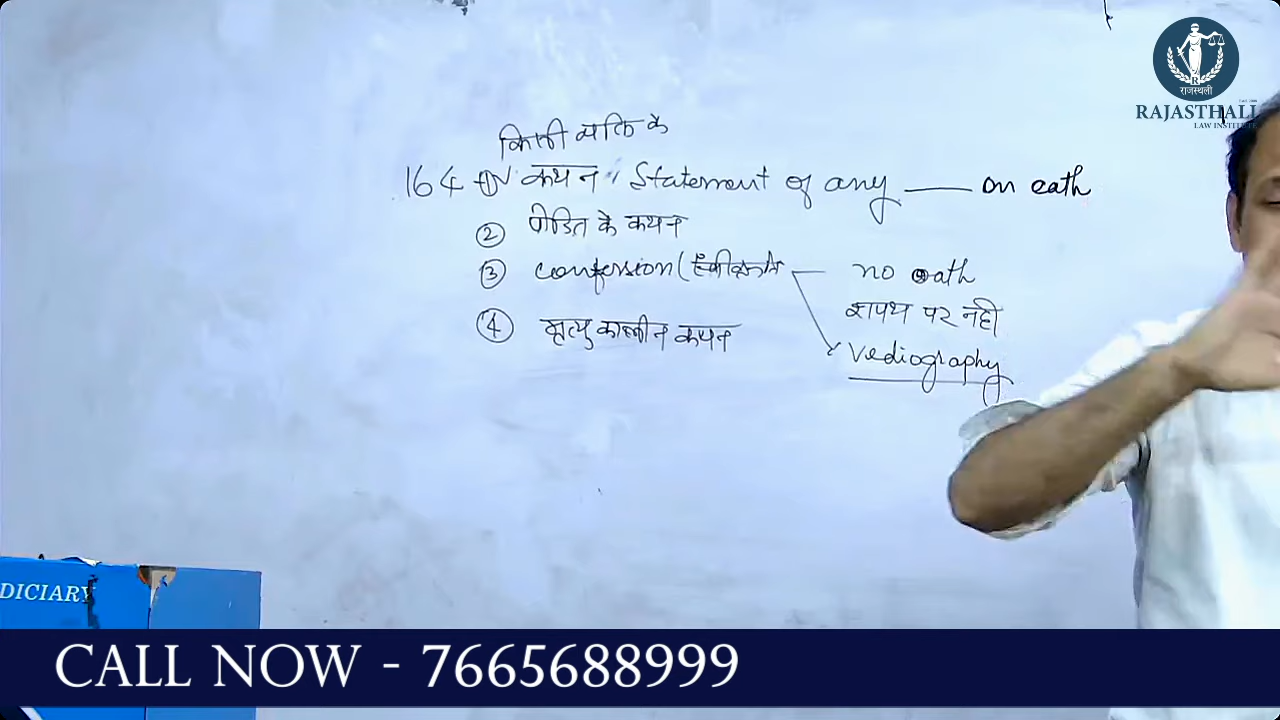 राजस्थली
RAJASTHALI
LAW INSTITUTE
किसी व्यक्ति के
164 ① कथन, Statement of any —— on oath
② पीडित के कथन
③ confession (स्वीकृति
no oath
शपथ पर नही
④ मृत्यु कालीन कथन
Vediography
DICIARY
CALL NOW - 7665688999